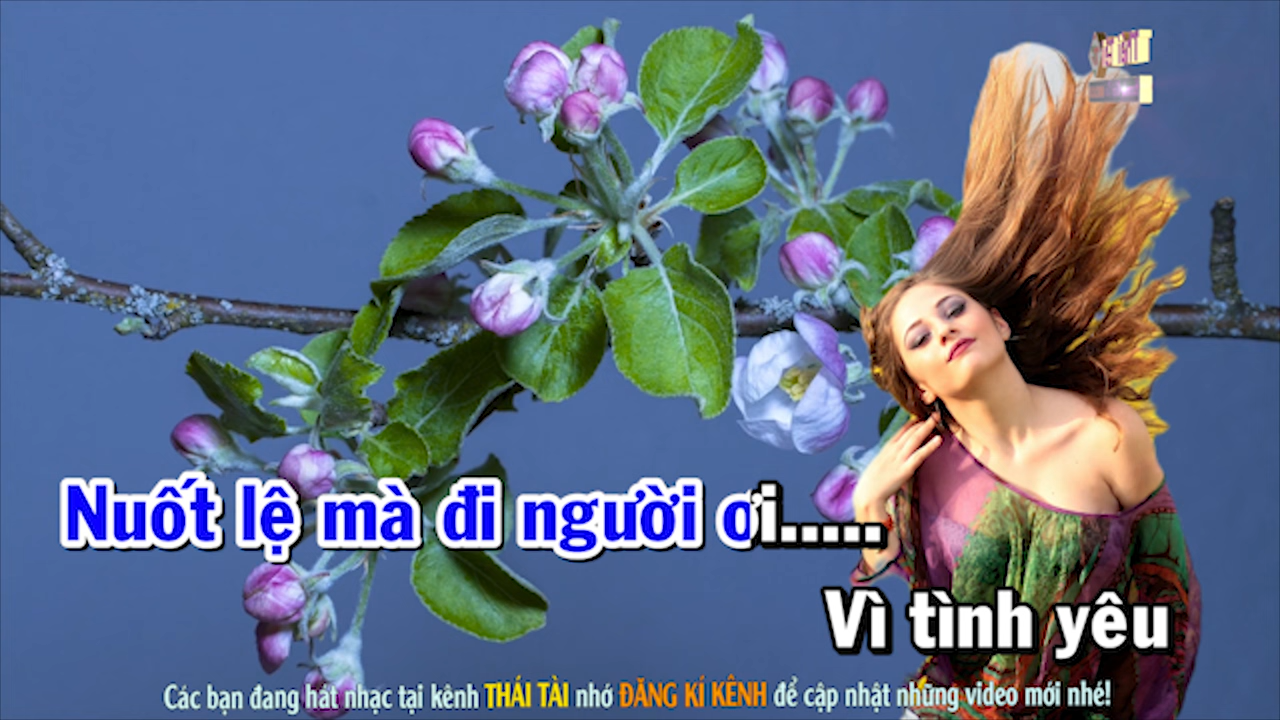 Nuốt lệ mà đi người ơi.....
Vì tình yêu
Các bạn đang hát nhạc tại kênh THÁI TÀI nhớ ĐĂNG KÍ KÊNH để cập nhật những video mới nhé!